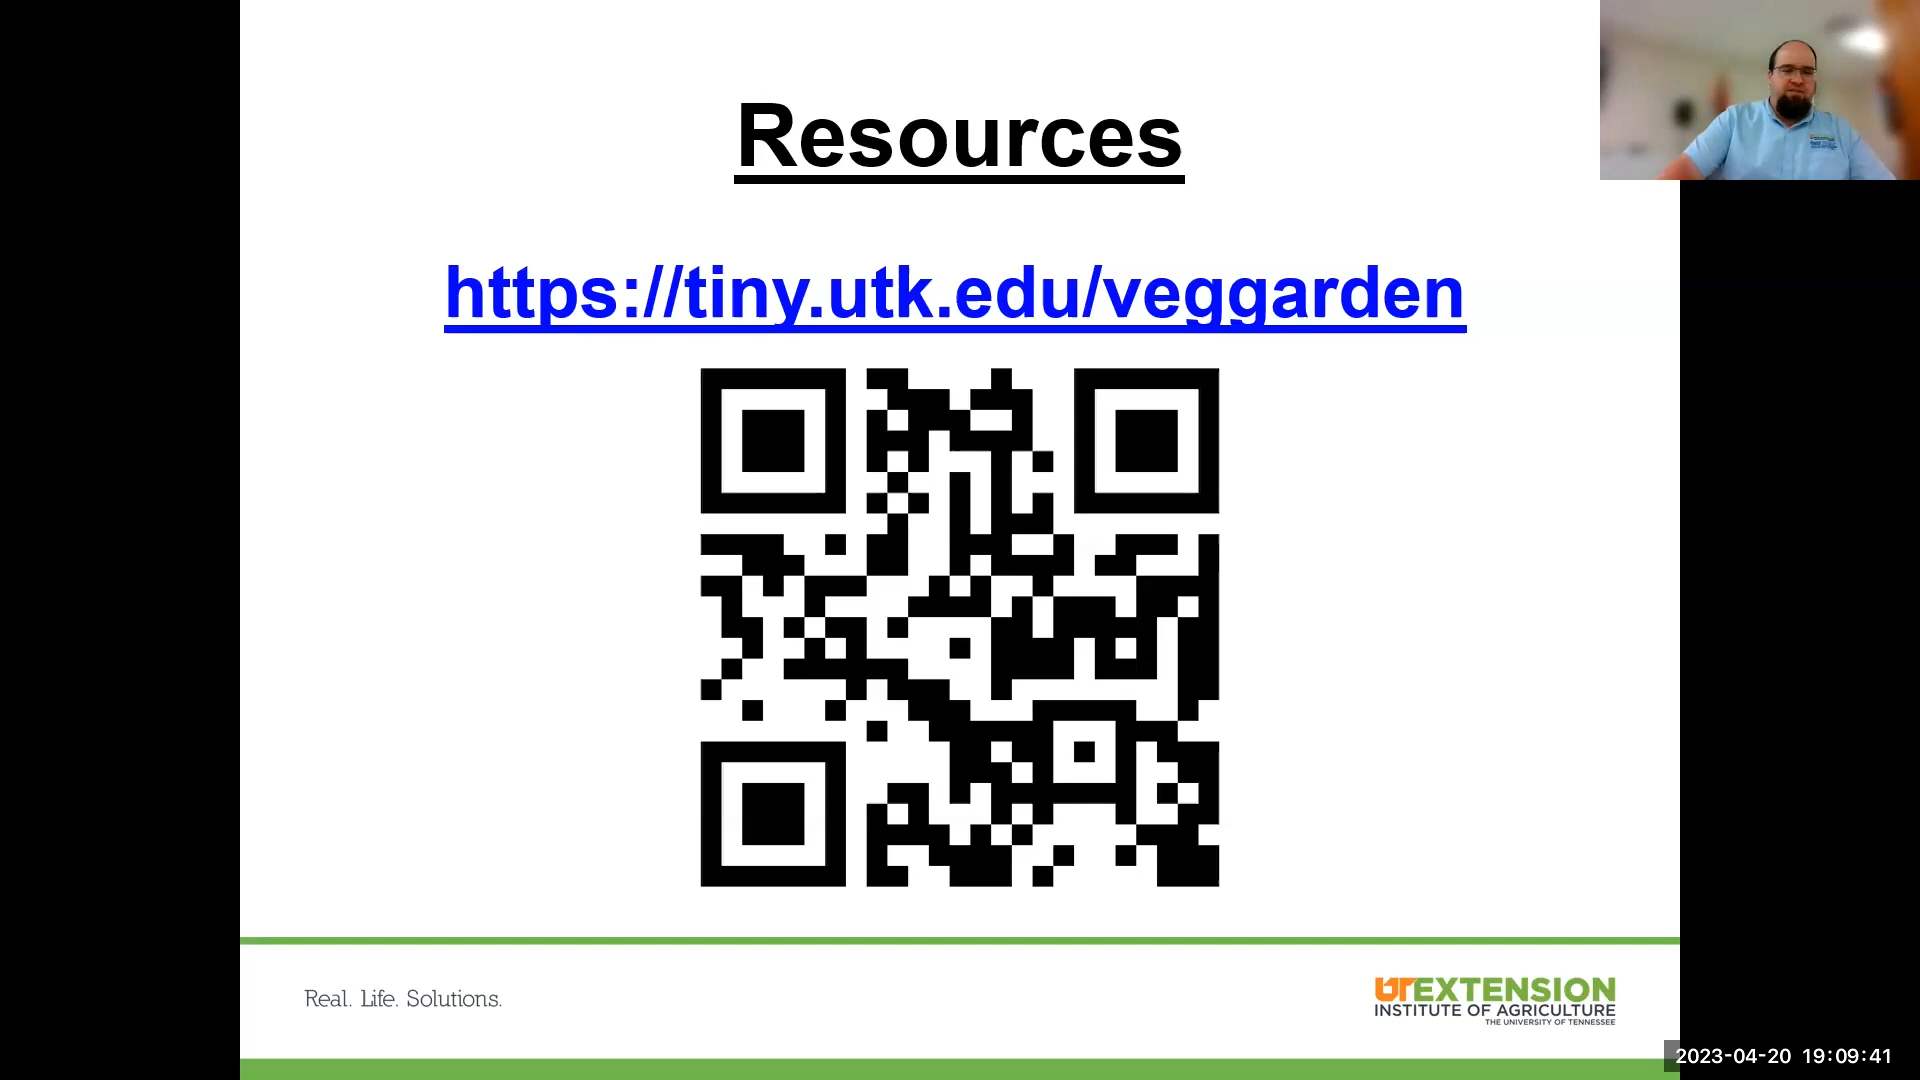 Resources
https://tiny.utk.edu/veggarden
Real. Life. Solutions.
UTEXTENSION
INSTITUTE OF AGRICULTURE
THE UNIVERSITY OF TENNESSEE
2023-04-20 19:09:41